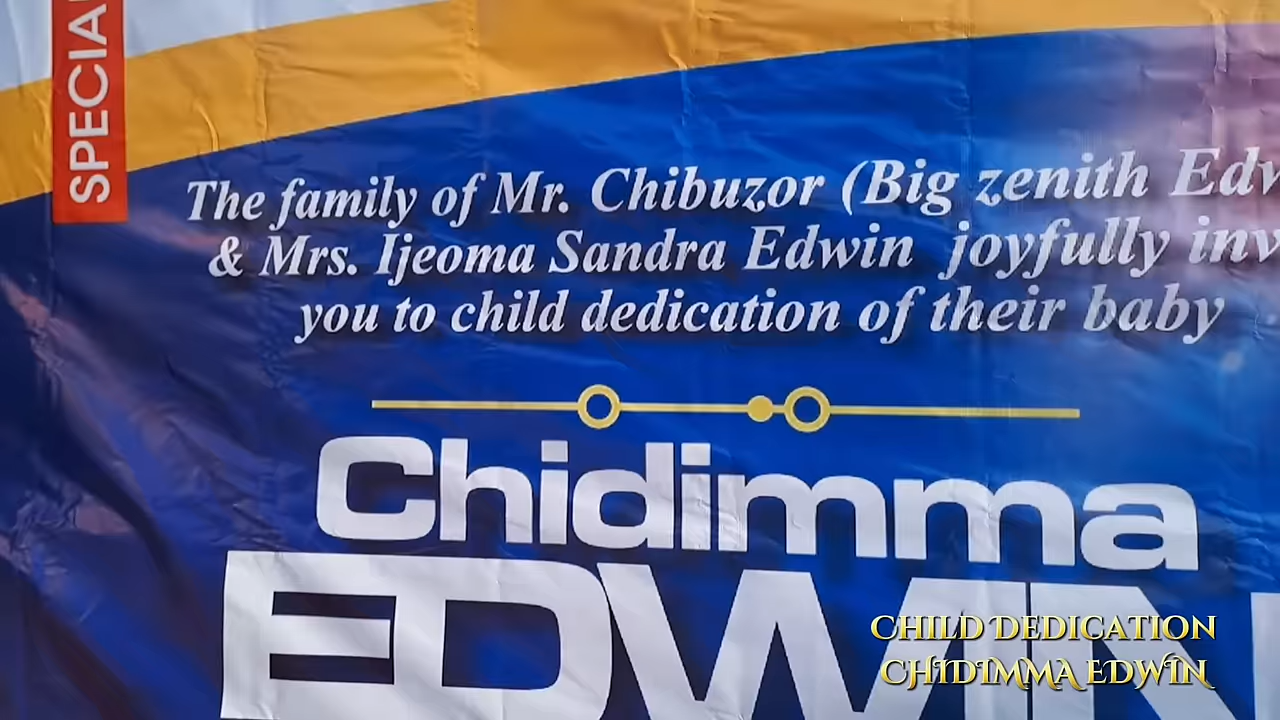 SPECIA
The family of Mr. Chibuzor (Big zenith Edw
& Mrs. Ijeoma Sandra Edwin joyfully inv
you to child dedication of their baby
Chidimma
EDWIN
CHILD DEDICATION
CHIDIMMA EDWIN